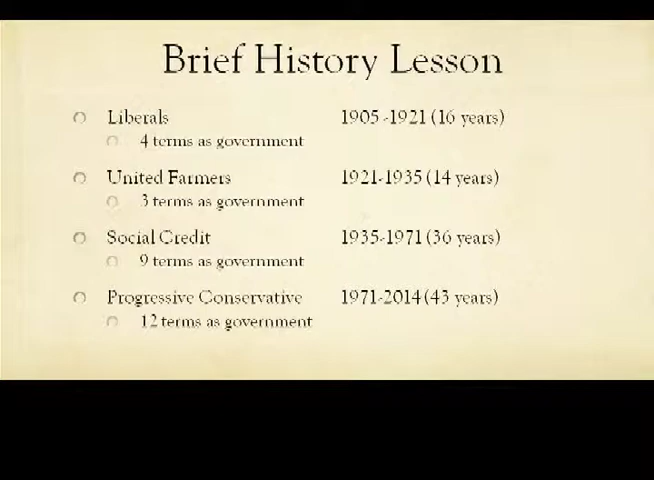 Brief History Lesson
Liberals 1905 -1921 (16 years)
4 terms as government
United Farmers 1921-1935 (14 years)
3 terms as government
Social Credit 1935-1971 (36 years)
9 terms as government
Progressive Conservative 1971-2014 (43 years)
12 terms as government